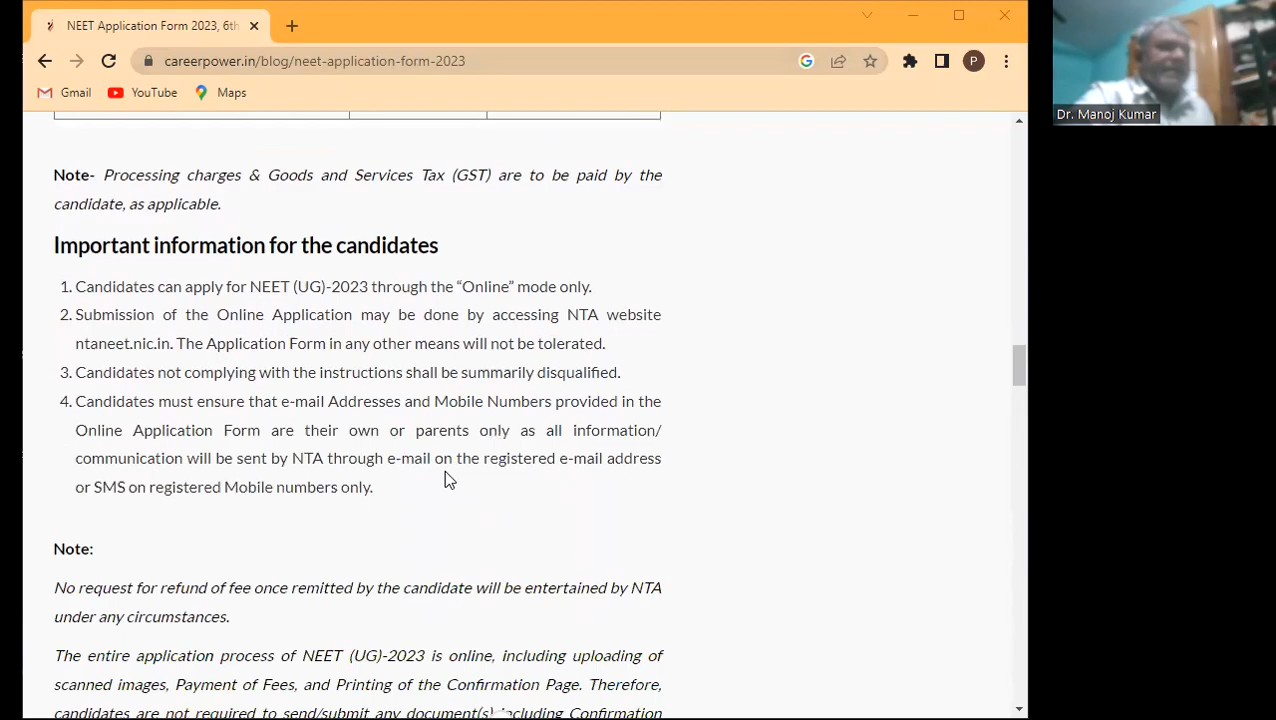 NEET Application Form 2023, 6th
careerpower.in/blog/neet-application-form-2023
P
Gmail
YouTube
Maps
Dr. Manoj Kumar
Note- Processing charges & Goods and Services Tax (GST) are to be paid by the
candidate, as applicable.
Important information for the candidates
1. Candidates can apply for NEET (UG)-2023 through the “Online” mode only.
2. Submission of the Online Application may be done by accessing NTA website
ntaneet.nic.in. The Application Form in any other means will not be tolerated.
3. Candidates not complying with the instructions shall be summarily disqualified.
4. Candidates must ensure that e-mail Addresses and Mobile Numbers provided in the
Online Application Form are their own or parents only as all information/
communication will be sent by NTA through e-mail on the registered e-mail address
or SMS on registered Mobile numbers only.
Note:
No request for refund of fee once remitted by the candidate will be entertained by NTA
under any circumstances.
The entire application process of NEET (UG)-2023 is online, including uploading of
scanned images, Payment of Fees, and Printing of the Confirmation Page. Therefore,
candidates are not required to send/submit any document(s) including Confirmation